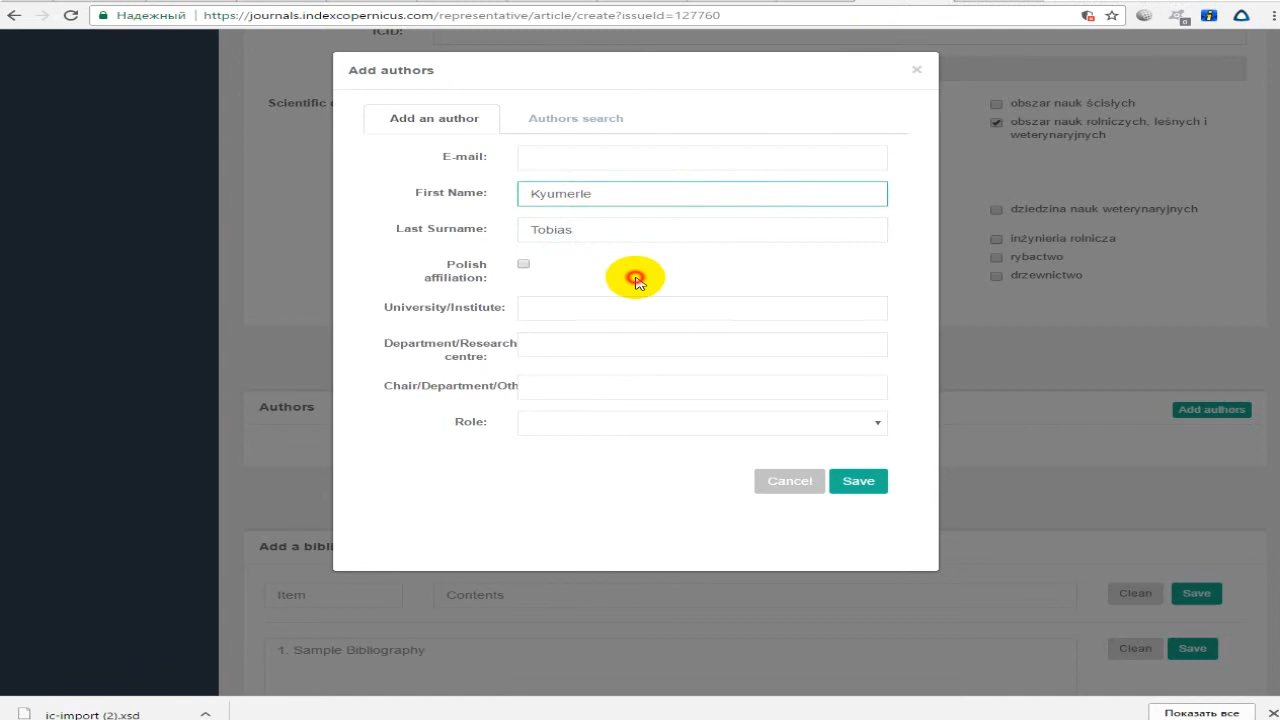 Надежный
https://journals.indexcopernicus.com/representative/article/create?issueId=127760
ICID:
Add authors
×
Scientific
obszar nauk ścisłych
obszar nauk rolniczych, leśnych i
weterynaryjnych
Add an author
Authors search
E-mail:
First Name:
Kyumerle
Last Surname:
Tobias
dziedzina nauk weterynaryjnych
inżynieria rolnicza
rybactwo
drzewnictwo
Polish
affiliation:
University/Institute:
Department/Research
centre:
Chair/Department/Oth
Role:
Authors
Add authors
Cancel
Save
Add a bibli
Item
Contents
Clean
Save
1. Sample Bibliography
Clean
Save
ic-import (2).xsd
Показать все